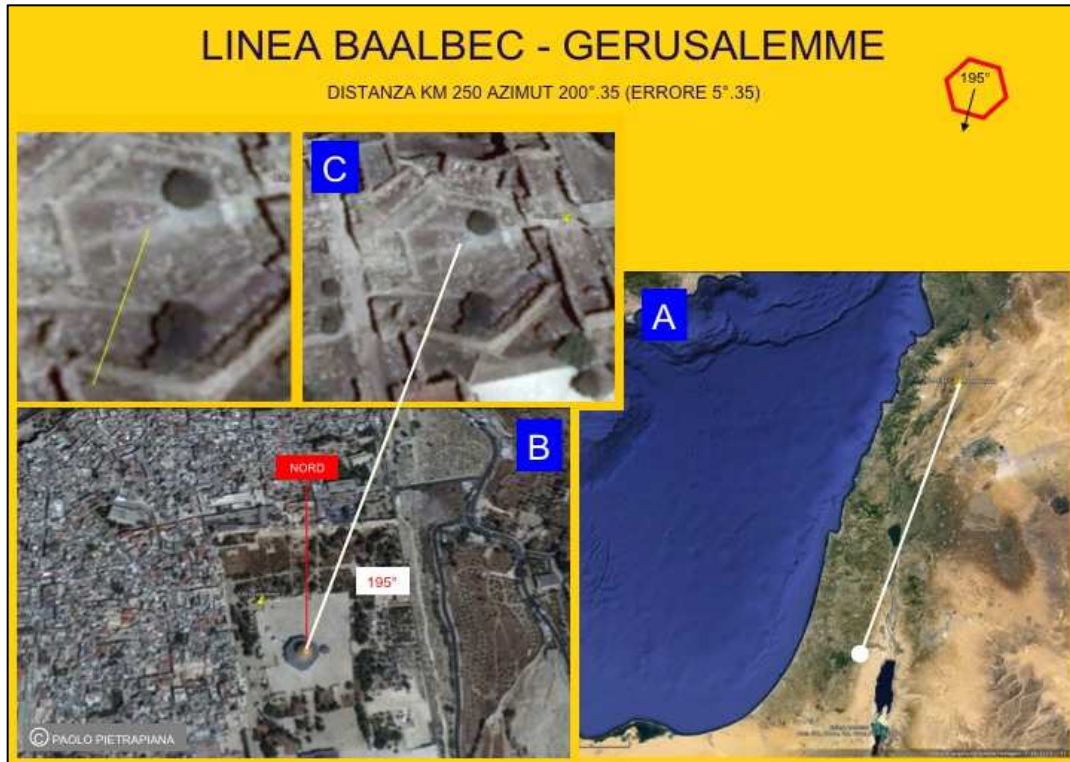 LINEA BAALBEC - GERUSALEMME
DISTANZA KM 250 AZIMUT 200°.35 (ERRORE 5°.35)
195°
C
A
B
NORD
195°
© PAOLO PIETRAPIANA